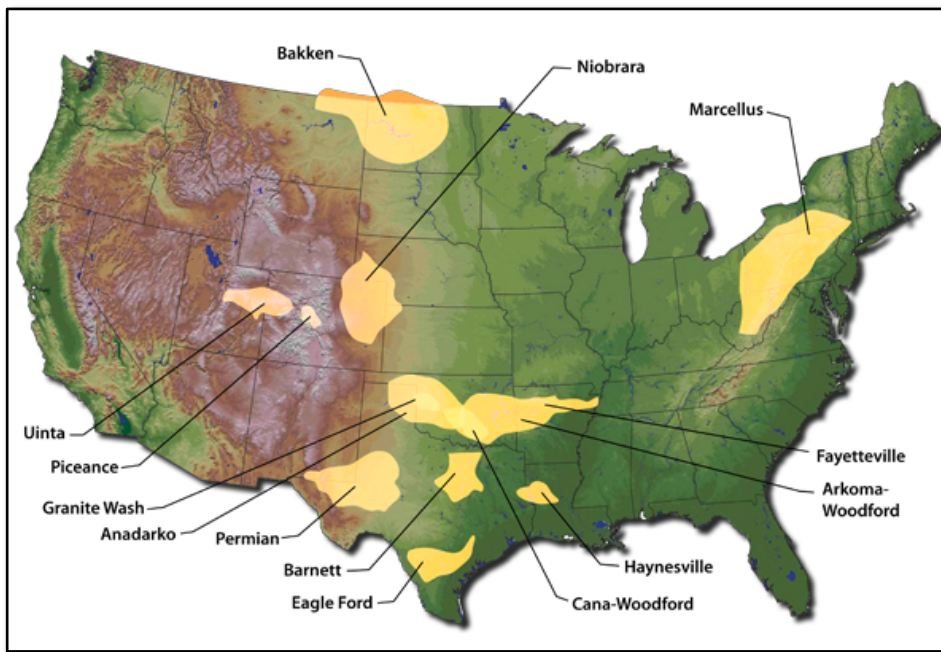 Bakken
Niobrara
Marcellus
Uinta
Piceance
Granite Wash
Anadarko
Permian
Barnett
Eagle Ford
Fayetteville
Arkoma-
Woodford
Haynesville
Cana-Woodford